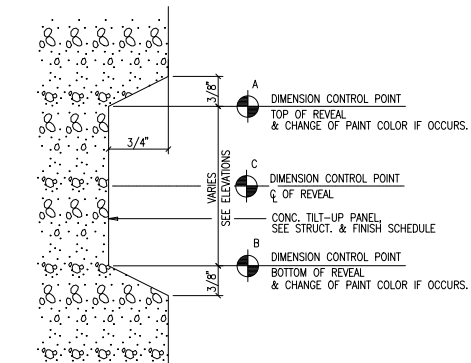 3/8"
A
DIMENSION CONTROL POINT
TOP OF REVEAL
& CHANGE OF PAINT COLOR IF OCCURS.
3/4"
VARIES
SEE ELEVATIONS
C
DIMENSION CONTROL POINT
℄ OF REVEAL
CONC. TILT-UP PANEL,
SEE STRUCT. & FINISH SCHEDULE
B
DIMENSION CONTROL POINT
BOTTOM OF REVEAL
& CHANGE OF PAINT COLOR IF OCCURS.
3/8"